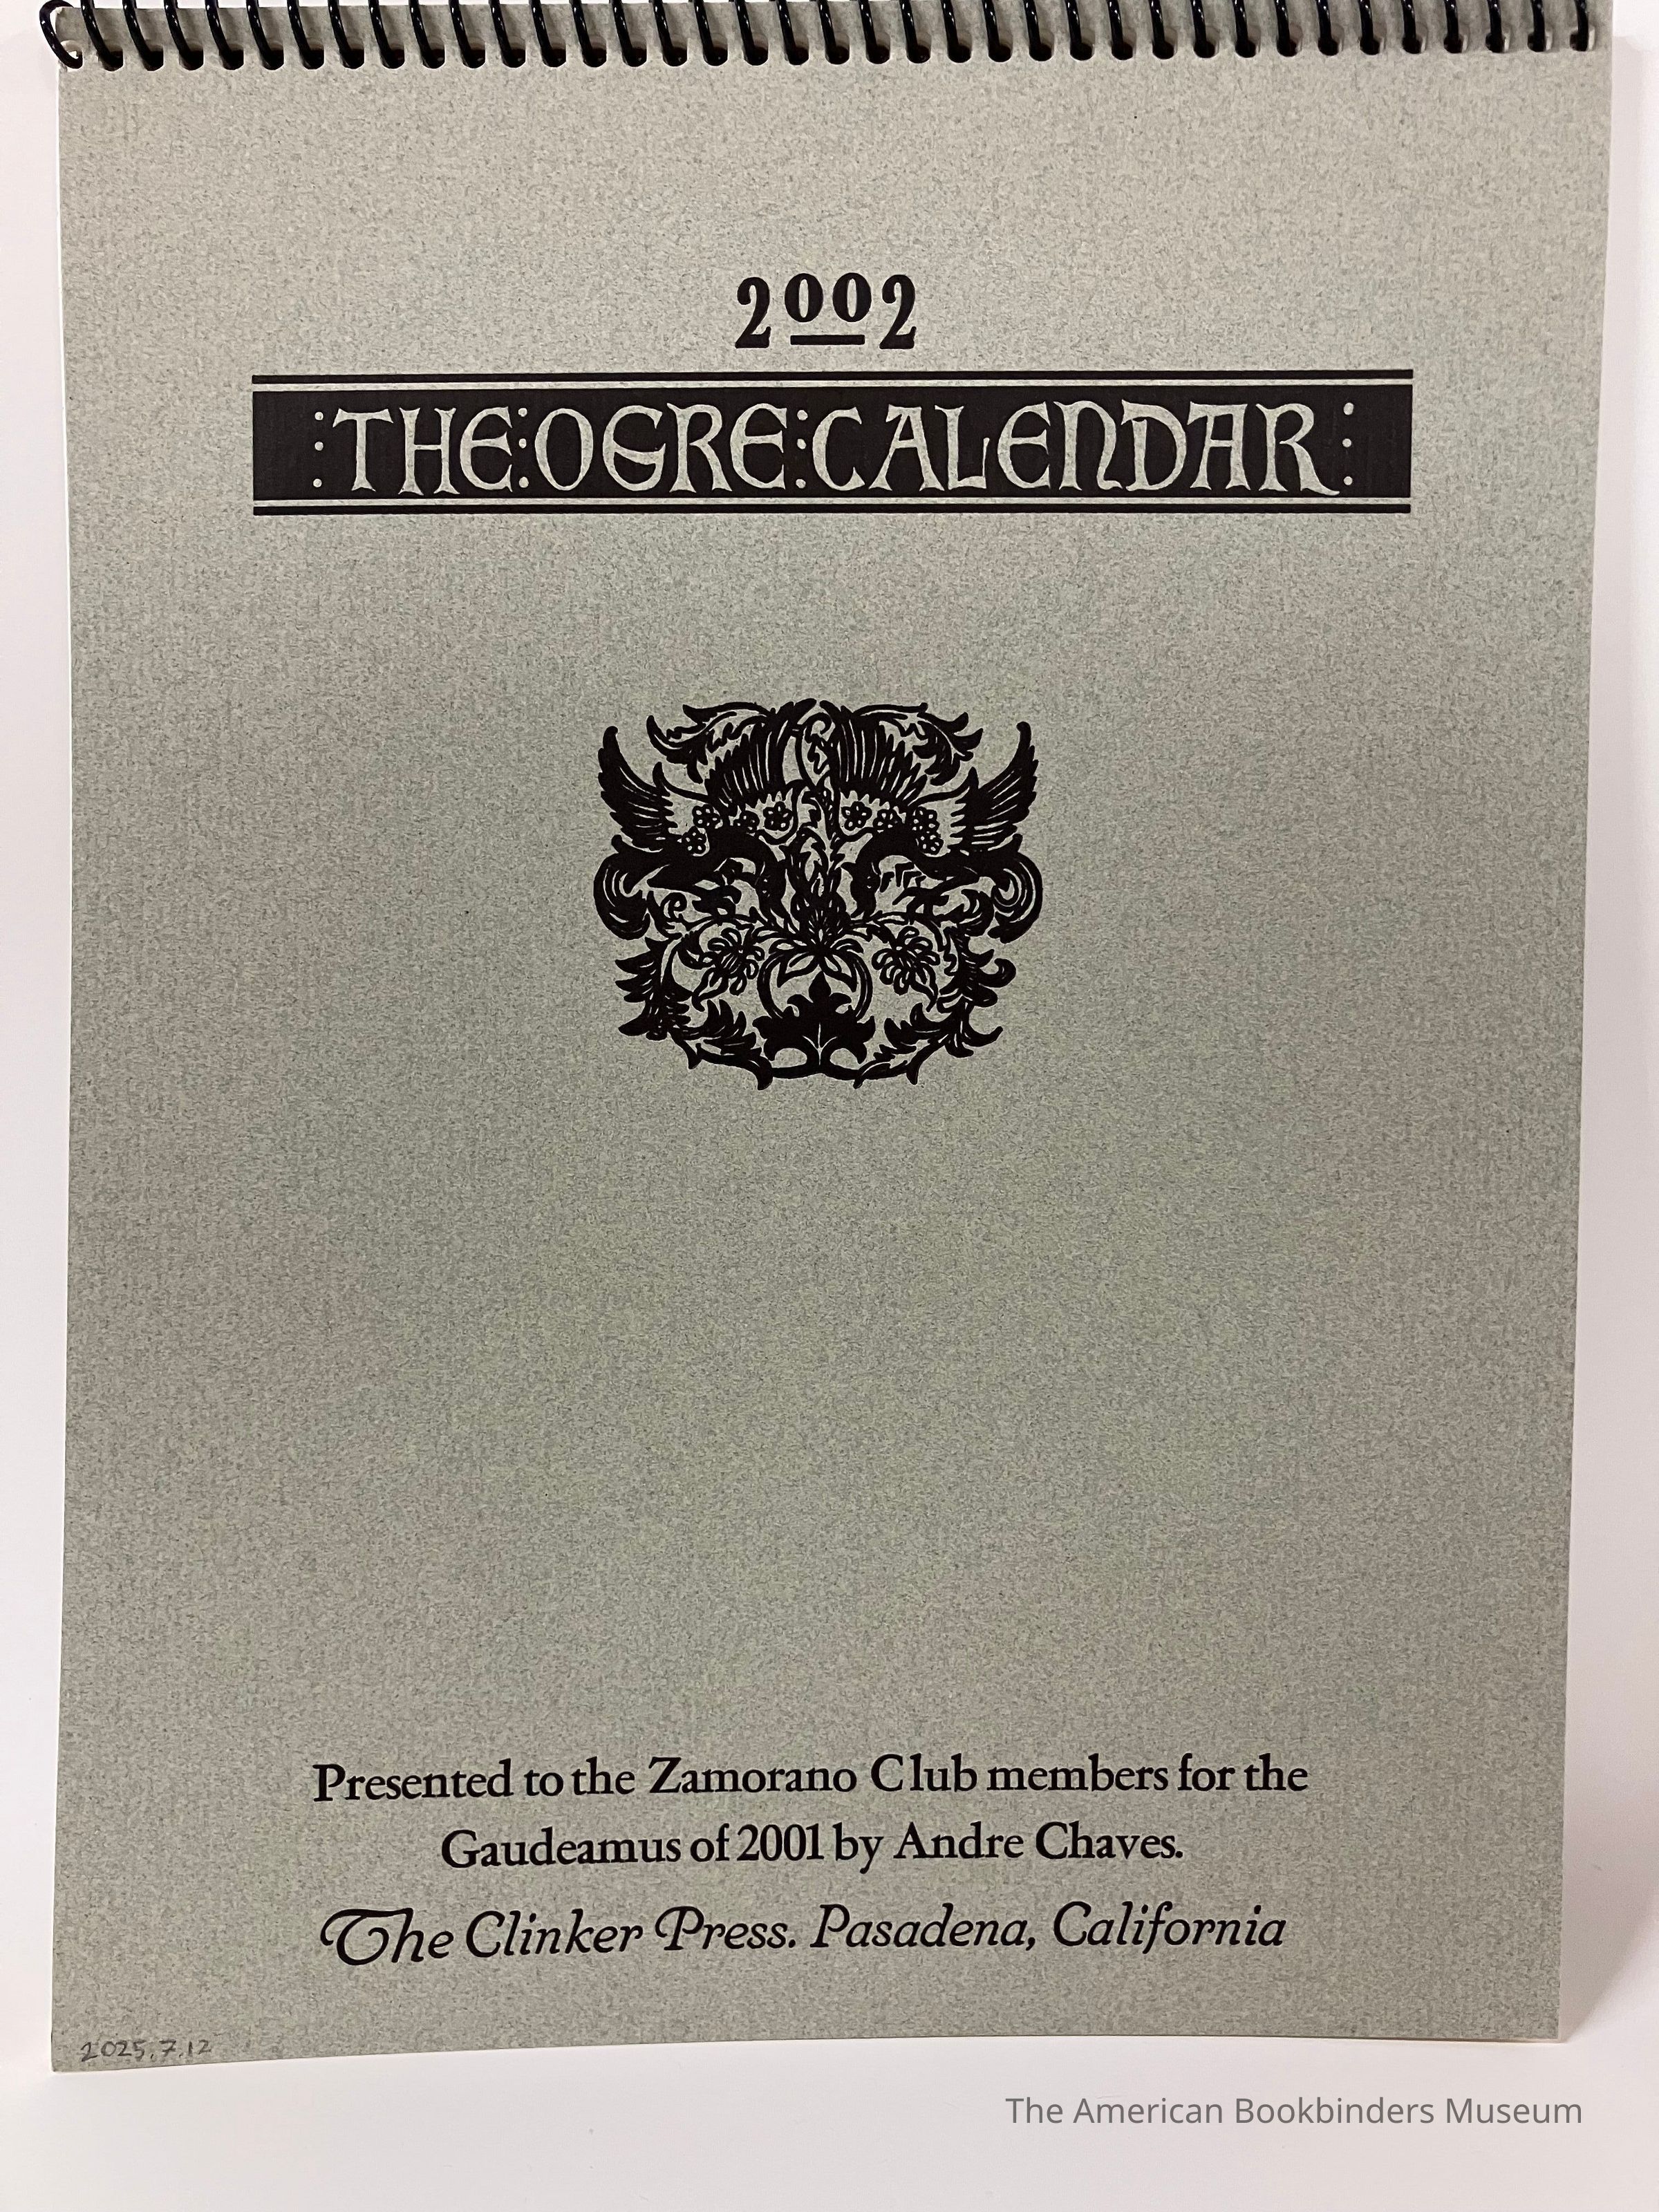 2002
:THE:OGRE:CALENDAR:
Presented to the Zamorano Club members for the
Gaudeamus of 2001 by Andre Chaves.
The Clinker Press. Pasadena, California
2025.7.12
The American Bookbinders Museum